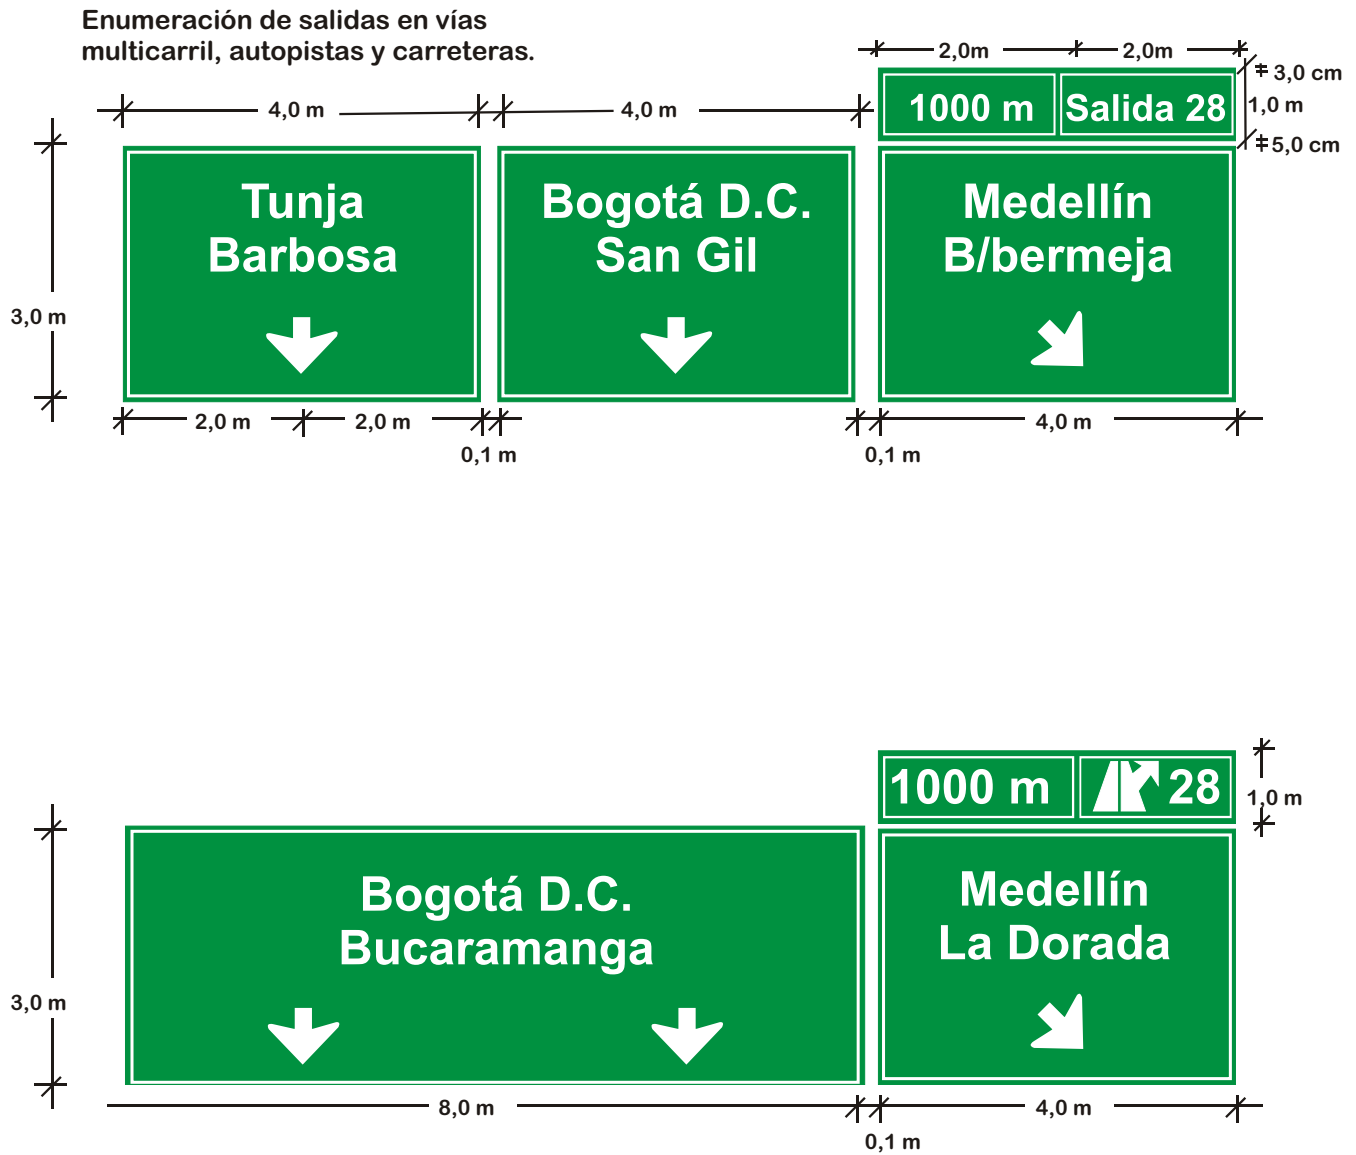 Enumeración de salidas en vías
multicarril, autopistas y carreteras.
2,0m 2,0m
3,0 cm
1000 m Salida 28
1,0 m
4,0 m 4,0 m
5,0 cm
Tunja
Barbosa
Bogotá D.C.
San Gil
Medellín
B/bermeja
3,0 m
2,0 m 2,0 m 4,0 m
0,1 m 0,1 m
1000 m 28
1,0 m
Bogotá D.C.
Bucaramanga
Medellín
La Dorada
3,0 m
8,0 m 4,0 m
0,1 m